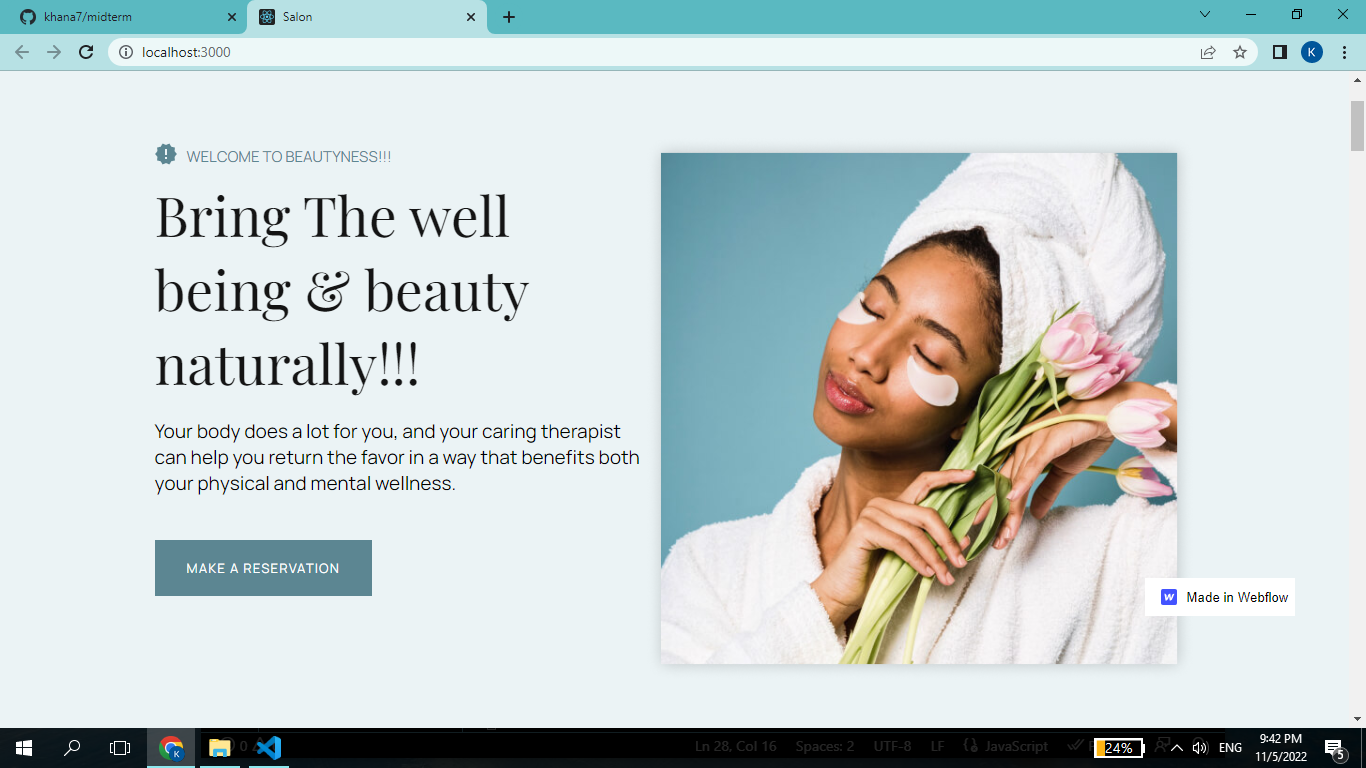 khana7/midterm
Salon
localhost:3000
K
WELCOME TO BEAUTYNESS!!!
Bring The well
being & beauty
naturally!!!
Your body does a lot for you, and your caring therapist
can help you return the favor in a way that benefits both
your physical and mental wellness.
MAKE A RESERVATION
Made in Webflow
K
0
Ln 28, Col 16
Spaces: 2
UTF-8
LF
JavaScript
24%
ENG
9:42 PM
11/5/2022
5